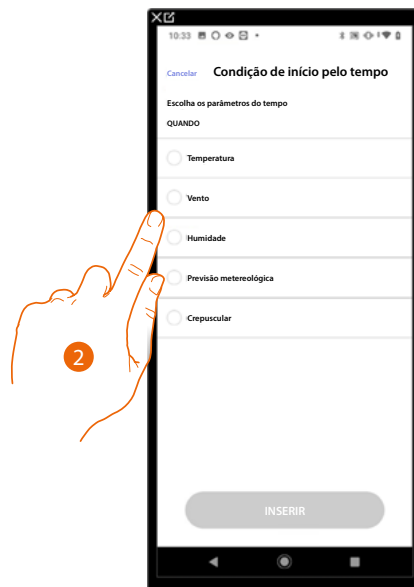 10:33
Cancelar Condição de início pelo tempo
Escolha os parâmetros do tempo
QUANDO
Temperatura
Vento
Humidade
Previsão metereológica
Crepuscular
2
INSERIR